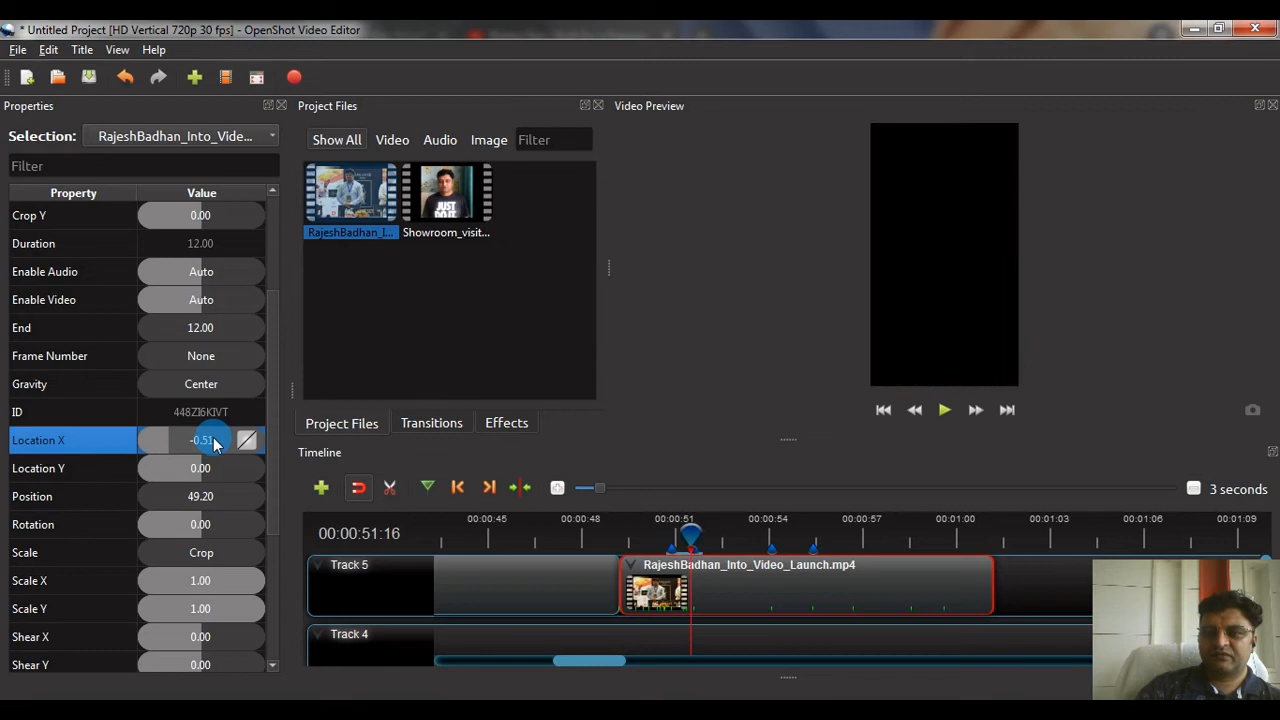 * Untitled Project [HD Vertical 720p 30 fps] - OpenShot Video Editor
File Edit Title View Help
Properties
Project Files
Video Preview
Selection: RajeshBadhan_Into_Vide...
Show All Video Audio Image Filter
Filter
Property Value
Crop Y 0.00
Duration 12.00
Enable Audio Auto
Enable Video Auto
End 12.00
Frame Number None
Gravity Center
ID 448ZI6KIVT
Location X -0.51
Location Y 0.00
Position 49.20
Rotation 0.00
Scale Crop
Scale X 1.00
Scale Y 1.00
Shear X 0.00
Shear Y 0.00
JUST
DO IT.
RajeshBadhan_I... Showroom_visit...
Project Files Transitions Effects
Timeline
3 seconds
00:00:51:16
00:00:45 00:00:48 00:00:51 00:00:54 00:00:57 00:01:00 00:01:03 00:01:06 00:01:09
Track 5
RajeshBadhan_Into_Video_Launch.mp4
Track 4